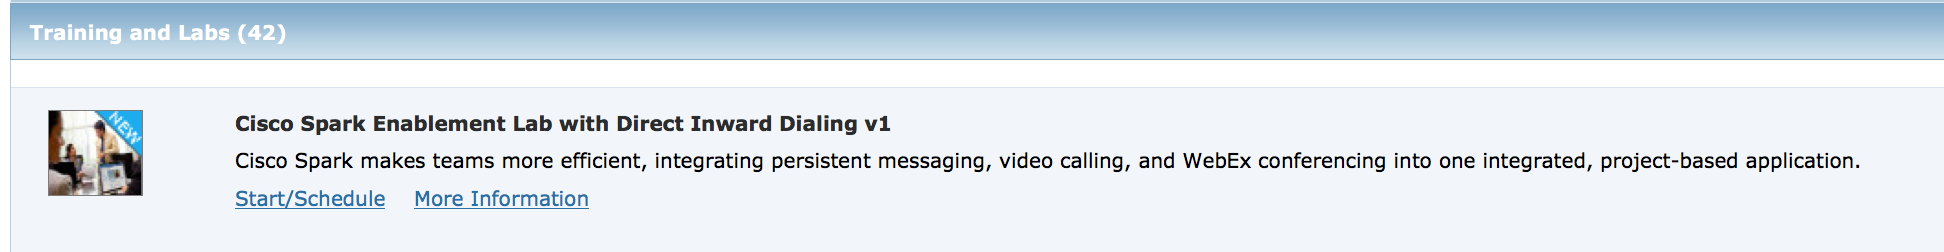 Training and Labs (42)
NEW
Cisco Spark Enablement Lab with Direct Inward Dialing v1
Cisco Spark makes teams more efficient, integrating persistent messaging, video calling, and WebEx conferencing into one integrated, project-based application.
Start/Schedule More Information